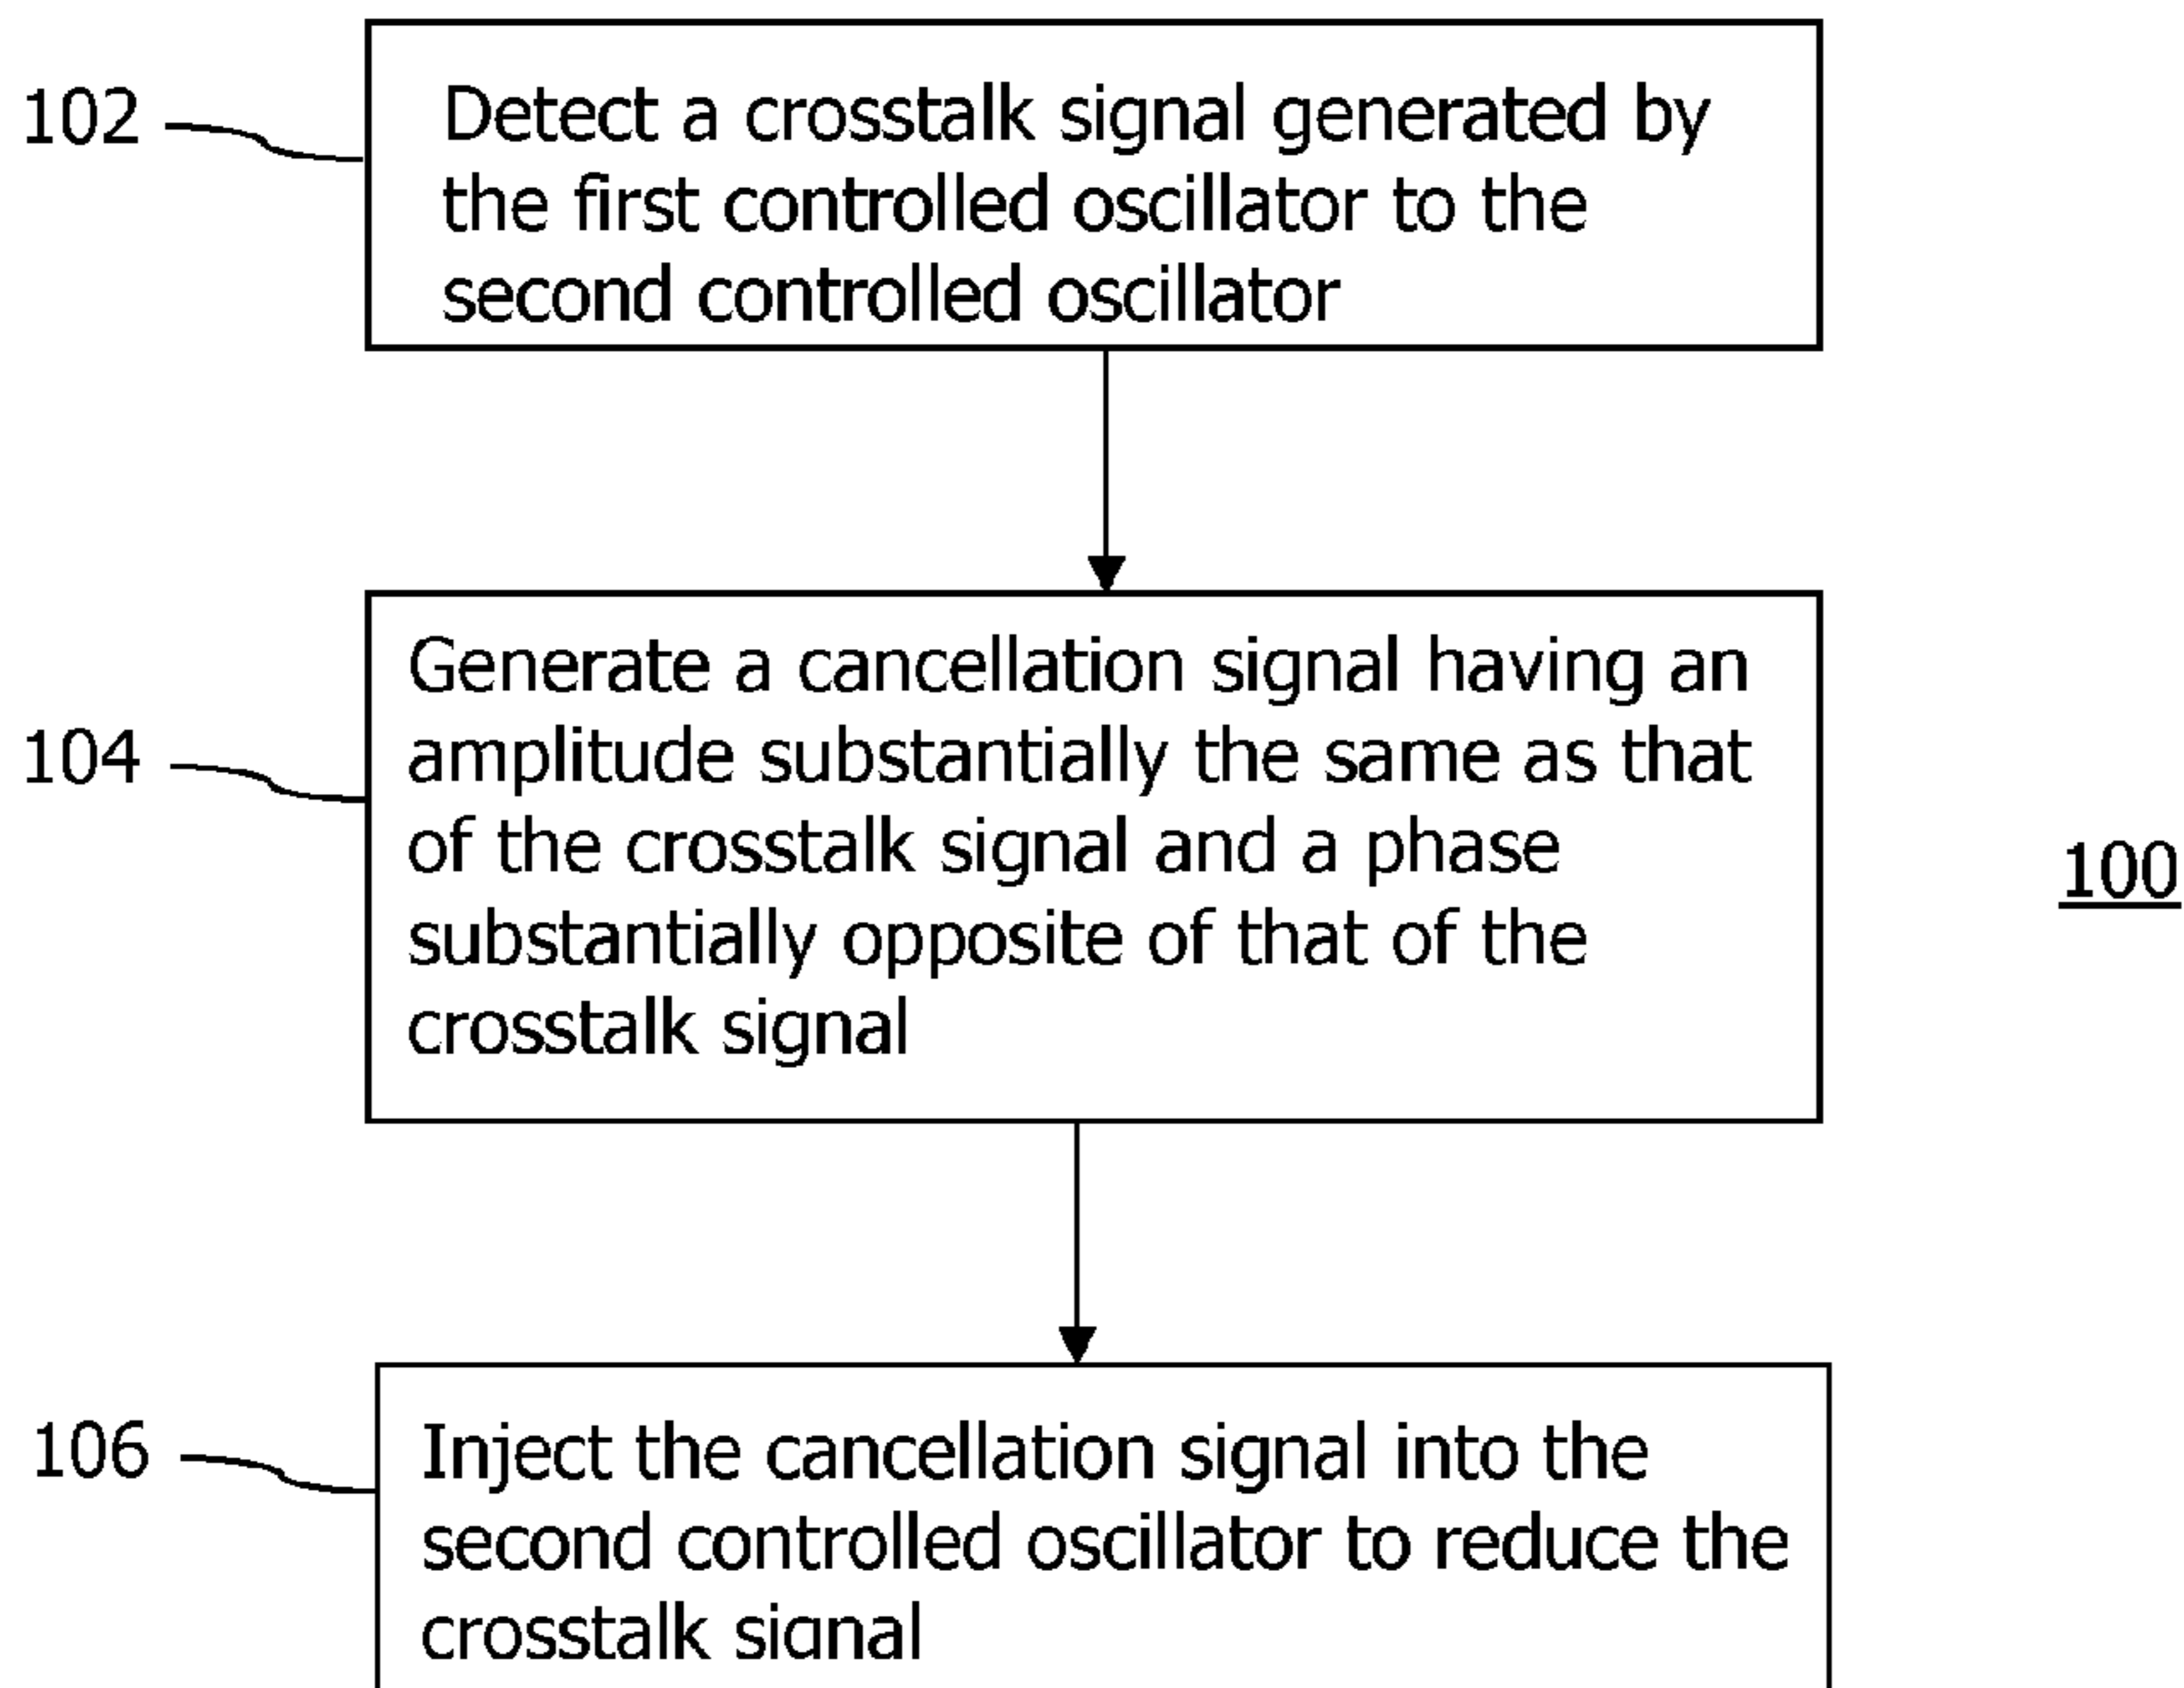 102
Detect a crosstalk signal generated by
the first controlled oscillator to the
second controlled oscillator
104
Generate a cancellation signal having an
amplitude substantially the same as that
of the crosstalk signal and a phase
substantially opposite of that of the
crosstalk signal
100
106
Inject the cancellation signal into the
second controlled oscillator to reduce the
crosstalk signal